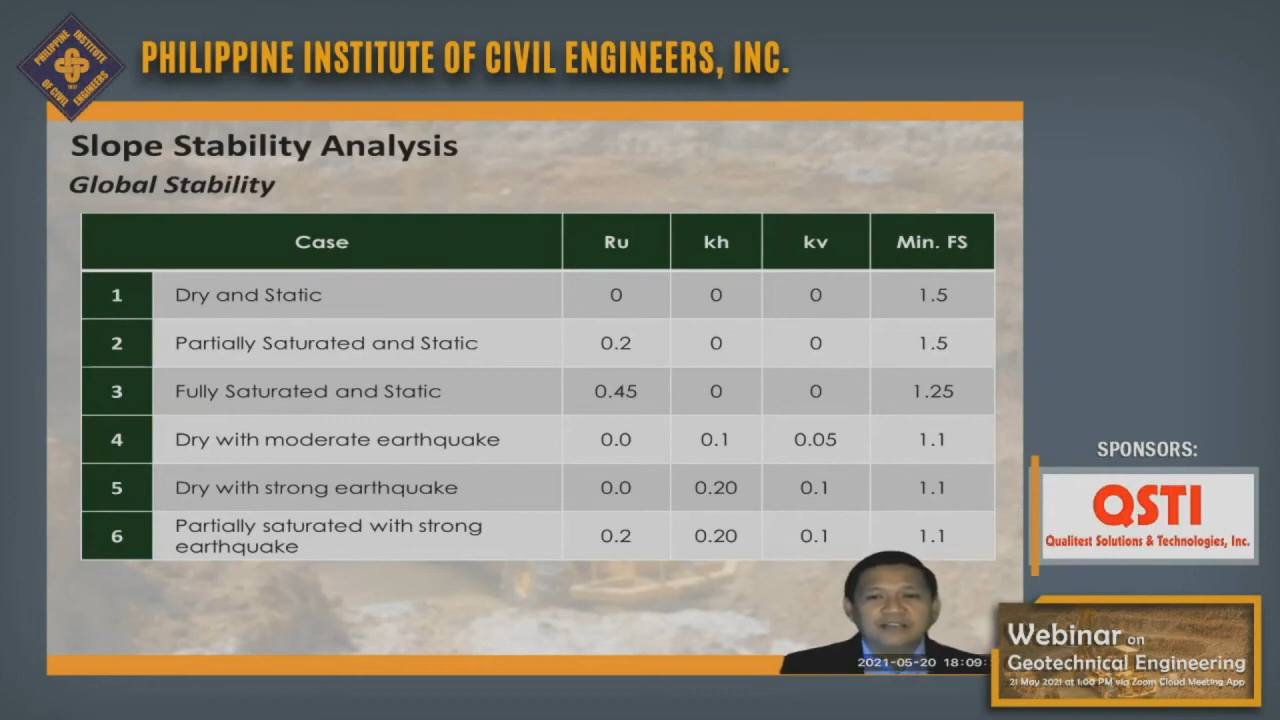 PHILIPPINE INSTITUTE
OF CIVIL ENGINEERS
1937
PHILIPPINE INSTITUTE OF CIVIL ENGINEERS, INC.
Slope Stability Analysis
Global Stability
Case Ru kh kv Min. FS
1 Dry and Static 0 0 0 1.5
2 Partially Saturated and Static 0.2 0 0 1.5
3 Fully Saturated and Static 0.45 0 0 1.25
4 Dry with moderate earthquake 0.0 0.1 0.05 1.1
5 Dry with strong earthquake 0.0 0.20 0.1 1.1
6 Partially saturated with strong
earthquake 0.2 0.20 0.1 1.1
2021-05-20 18:09:
SPONSORS:
QSTI
Qualitest Solutions & Technologies, Inc.
Webinar on
Geotechnical Engineering
21 May 2021 at 1:00 PM via Zoom Cloud Meeting App